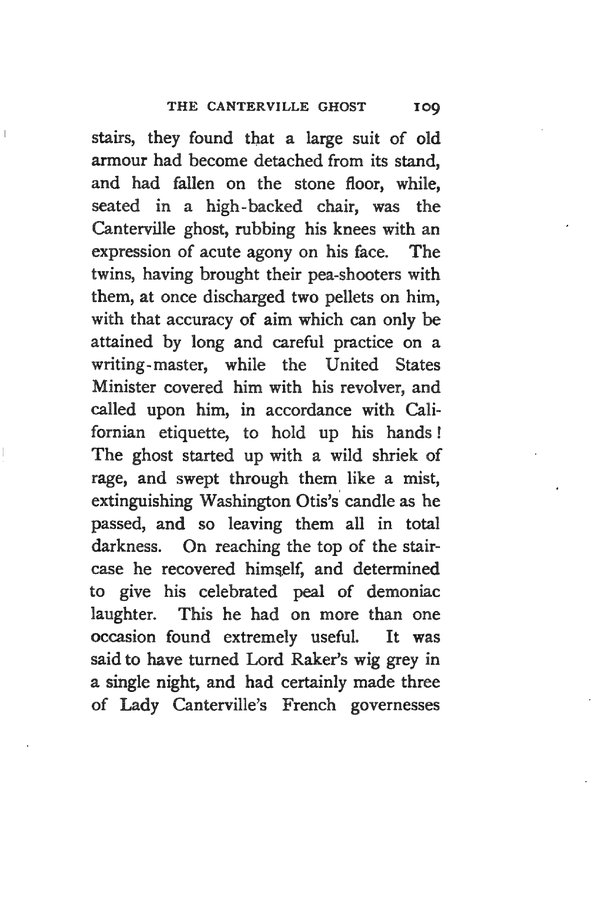 THE CANTERVILLE GHOST 109
stairs, they found that a large suit of old
armour had become detached from its stand,
and had fallen on the stone floor, while,
seated in a high-backed chair, was the
Canterville ghost, rubbing his knees with an
expression of acute agony on his face. The
twins, having brought their pea-shooters with
them, at once discharged two pellets on him,
with that accuracy of aim which can only be
attained by long and careful practice on a
writing-master, while the United States
Minister covered him with his revolver, and
called upon him, in accordance with Cali-
fornian etiquette, to hold up his hands!
The ghost started up with a wild shriek of
rage, and swept through them like a mist,
extinguishing Washington Otis's candle as he
passed, and so leaving them all in total
darkness. On reaching the top of the stair-
case he recovered himself, and determined
to give his celebrated peal of demoniac
laughter. This he had on more than one
occasion found extremely useful. It was
said to have turned Lord Raker's wig grey in
a single night, and had certainly made three
of Lady Canterville's French governesses